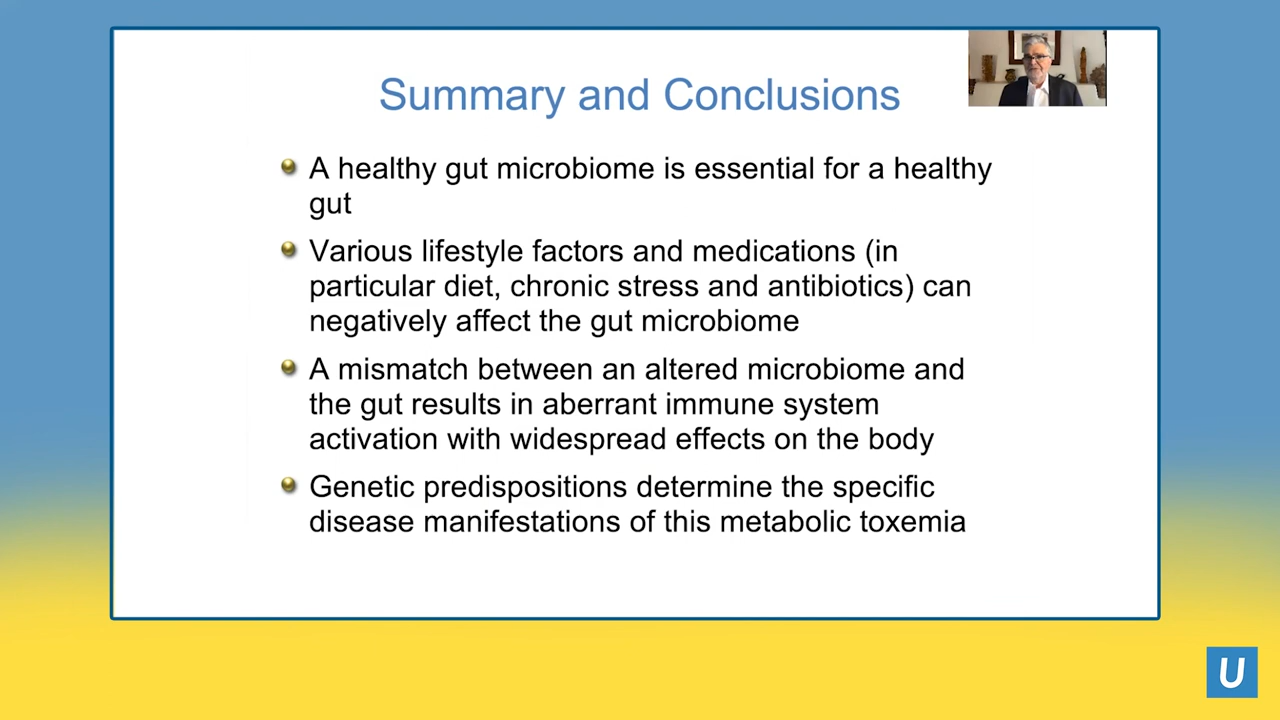 Summary and Conclusions
A healthy gut microbiome is essential for a healthy
gut
Various lifestyle factors and medications (in
particular diet, chronic stress and antibiotics) can
negatively affect the gut microbiome
A mismatch between an altered microbiome and
the gut results in aberrant immune system
activation with widespread effects on the body
Genetic predispositions determine the specific
disease manifestations of this metabolic toxemia
U